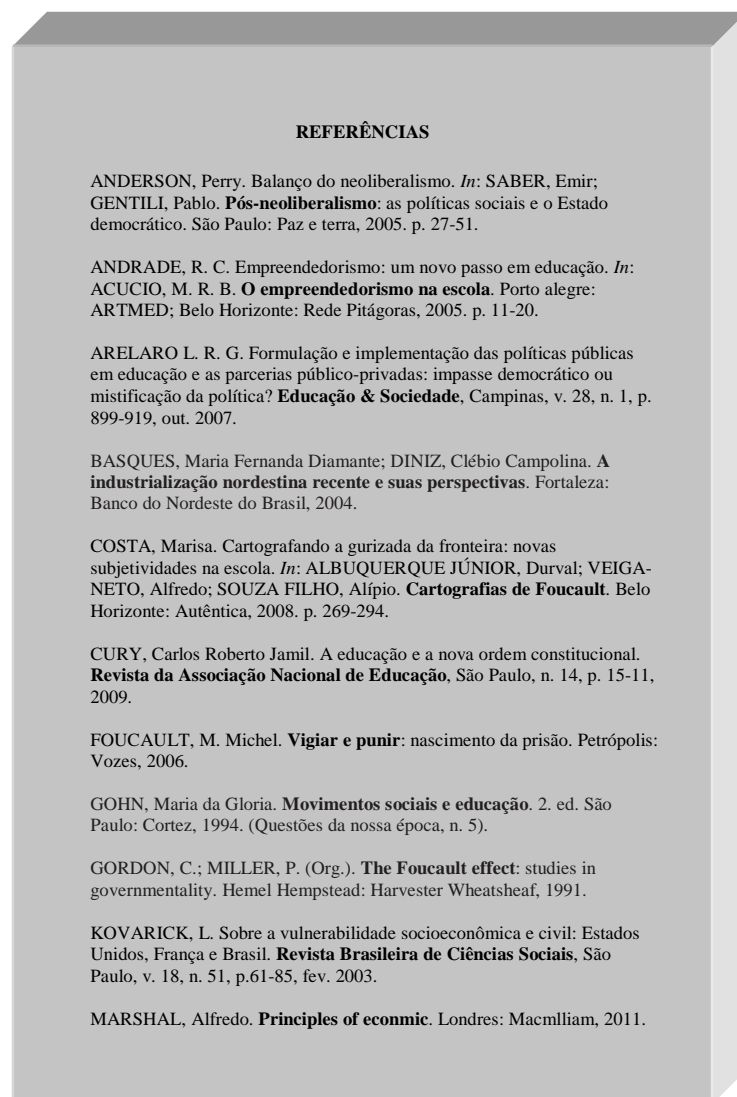 REFERÊNCIAS
ANDERSON, Perry. Balanço do neoliberalismo. In: SABER, Emir;
GENTILI, Pablo. Pós-neoliberalismo: as políticas sociais e o Estado
democrático. São Paulo: Paz e terra, 2005. p. 27-51.
ANDRADE, R. C. Empreendedorismo: um novo passo em educação. In:
ACUCIO, M. R. B. O empreendedorismo na escola. Porto alegre:
ARTMED; Belo Horizonte: Rede Pitágoras, 2005. p. 11-20.
ARELARO L. R. G. Formulação e implementação das políticas públicas
em educação e as parcerias público-privadas: impasse democrático ou
mistificação da política? Educação & Sociedade, Campinas, v. 28, n. 1, p.
899-919, out. 2007.
BASQUES, Maria Fernanda Diamante; DINIZ, Clébio Campolina. A
industrialização nordestina recente e suas perspectivas. Fortaleza:
Banco do Nordeste do Brasil, 2004.
COSTA, Marisa. Cartografando a gurizada da fronteira: novas
subjetividades na escola. In: ALBUQUERQUE JÚNIOR, Durval; VEIGA-
NETO, Alfredo; SOUZA FILHO, Alípio. Cartografias de Foucault. Belo
Horizonte: Autêntica, 2008. p. 269-294.
CURY, Carlos Roberto Jamil. A educação e a nova ordem constitucional.
Revista da Associação Nacional de Educação, São Paulo, n. 14, p. 15-11,
2009.
FOUCAULT, M. Michel. Vigiar e punir: nascimento da prisão. Petrópolis:
Vozes, 2006.
GOHN, Maria da Gloria. Movimentos sociais e educação. 2. ed. São
Paulo: Cortez, 1994. (Questões da nossa época, n. 5).
GORDON, C.; MILLER, P. (Org.). The Foucault effect: studies in
governmentality. Hemel Hempstead: Harvester Wheatsheaf, 1991.
KOVARICK, L. Sobre a vulnerabilidade socioeconômica e civil: Estados
Unidos, França e Brasil. Revista Brasileira de Ciências Sociais, São
Paulo, v. 18, n. 51, p.61-85, fev. 2003.
MARSHAL, Alfredo. Principles of econmic. Londres: Macmlliam, 2011.